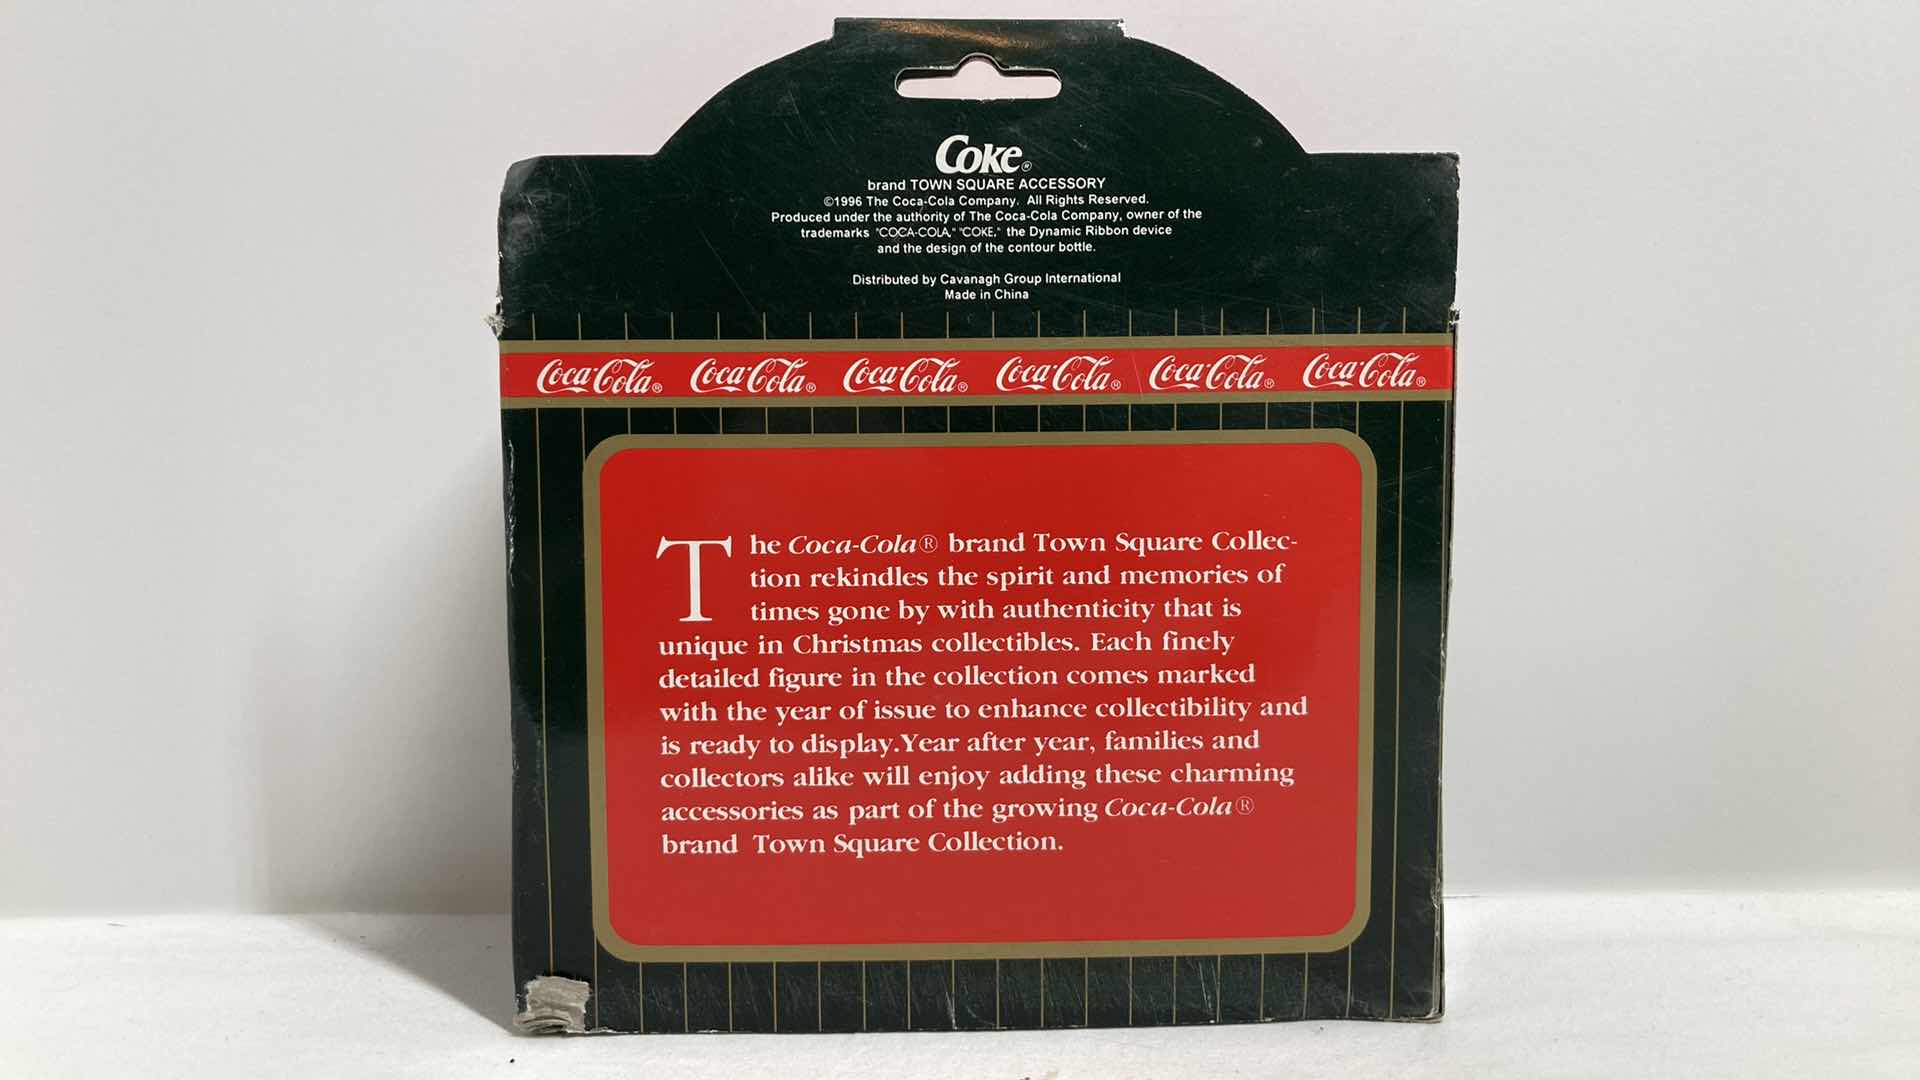 Coke®
brand TOWN SQUARE ACCESSORY
©1996 The Coca-Cola Company. All Rights Reserved.
Produced under the authority of The Coca-Cola Company, owner of the
trademarks "COCA-COLA," "COKE," the Dynamic Ribbon device
and the design of the contour bottle.
Distributed by Cavanagh Group International
Made in China
Coca-Cola® Coca-Cola® Coca-Cola® Coca-Cola® Coca-Cola® Coca-Cola®
The Coca-Cola® brand Town Square Collec-
tion rekindles the spirit and memories of
times gone by with authenticity that is
unique in Christmas collectibles. Each finely
detailed figure in the collection comes marked
with the year of issue to enhance collectibility and
is ready to display.Year after year, families and
collectors alike will enjoy adding these charming
accessories as part of the growing Coca-Cola®
brand Town Square Collection.